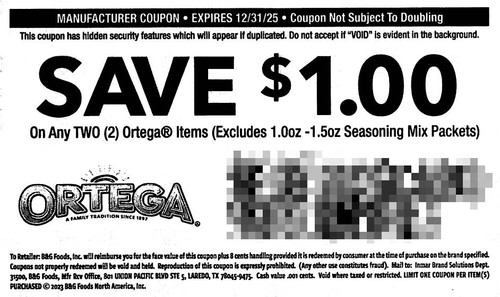 MANUFACTURER COUPON • EXPIRES 12/31/25 • Coupon Not Subject To Doubling
This coupon has hidden security features which will appear if duplicated. Do not accept if "VOID" is evident in the background.
SAVE $1.00
On Any TWO (2) Ortega® Items (Excludes 1.0oz -1.5oz Seasoning Mix Packets)
ORTEGA®
A FAMILY TRADITION SINCE 1897
To Retailer: B&G Foods, Inc. will reimburse you for the face value of this coupon plus 8 cents handling provided it is redeemed by consumer at the time of purchase on the brand specified.
Coupons not properly redeemed will be void and held. Reproduction of this coupon is expressly prohibited. (Any other use constitutes fraud). Mail to: Inmar Brand Solutions Dept.
31500, B&G Foods, Mfr Rcv Office, 801 UNION PACIFIC BLVD STE 5, LAREDO, TX 78045-9475. Cash value .001 cents. Void where taxed or restricted. LIMIT ONE COUPON PER ITEM(S)
PURCHASED © 2023 B&G Foods North America, Inc.